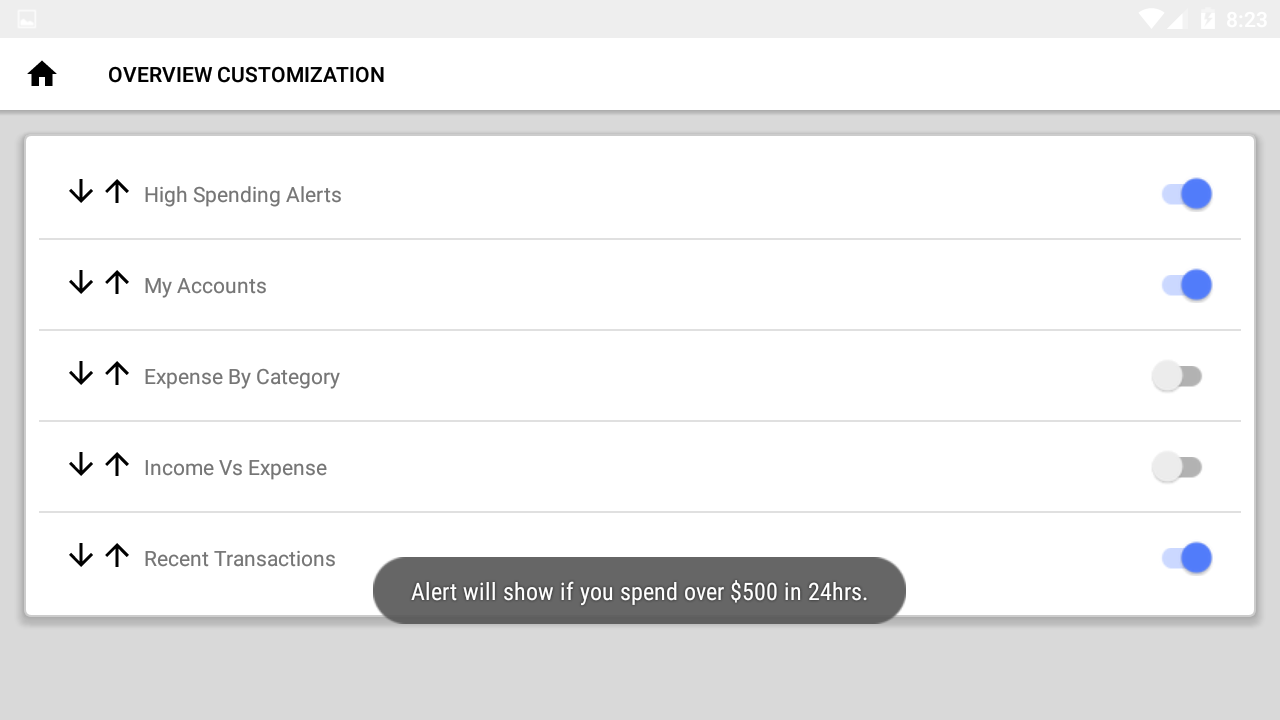 8:23
OVERVIEW CUSTOMIZATION
High Spending Alerts
My Accounts
Expense By Category
Income Vs Expense
Recent Transactions
Alert will show if you spend over $500 in 24hrs.